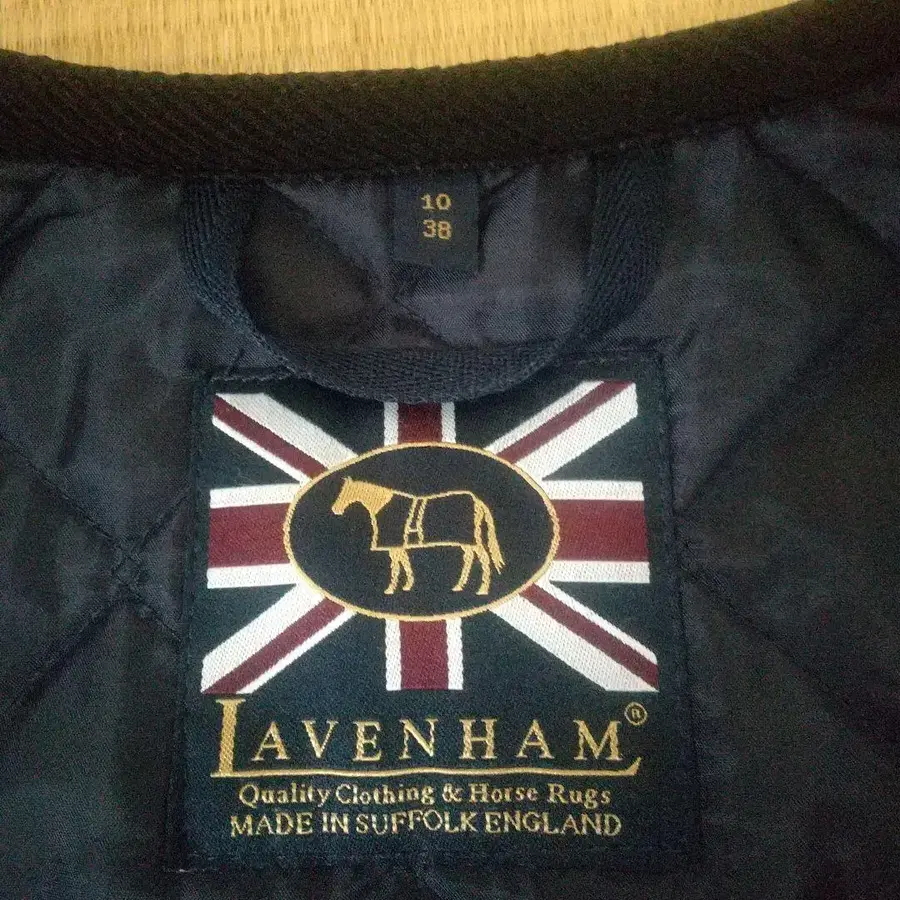 10
38
LAVENHAM®
Quality Clothing & Horse Rugs
MADE IN SUFFOLK ENGLAND